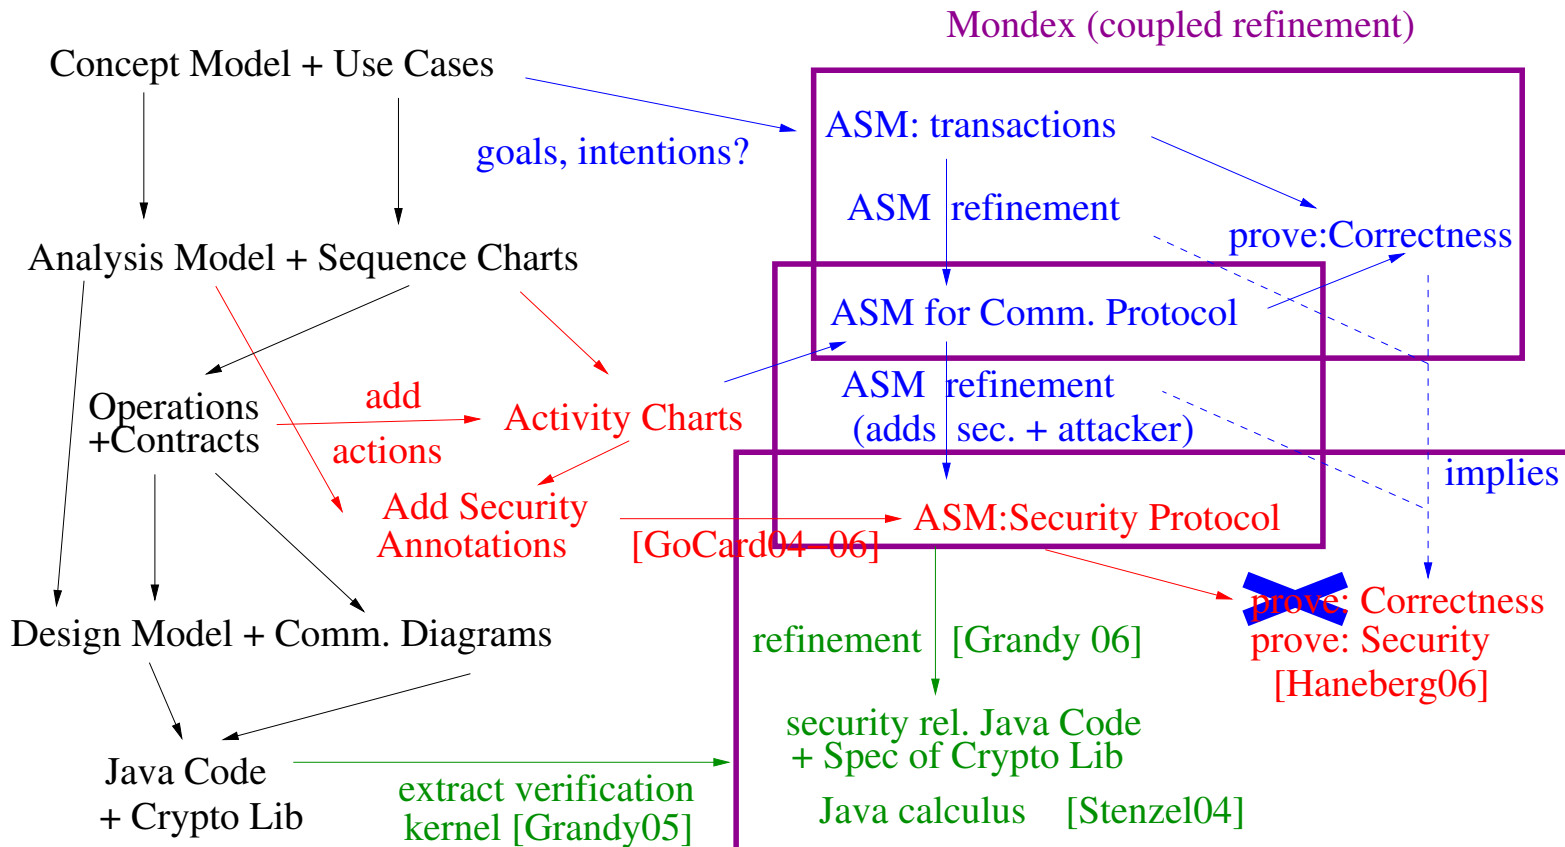 Mondex (coupled refinement)
Concept Model + Use Cases
ASM: transactions
goals, intentions?
ASM refinement
prove:Correctness
Analysis Model + Sequence Charts
ASM for Comm. Protocol
ASM refinement
(adds sec. + attacker)
Operations
+Contracts
add
actions
Activity Charts
implies
Add Security
Annotations
[GoCard04-06]
ASM:Security Protocol
prove: Correctness
prove: Security
[Haneberg06]
Design Model + Comm. Diagrams
refinement [Grandy 06]
security rel. Java Code
+ Spec of Crypto Lib
Java calculus [Stenzel04]
Java Code
+ Crypto Lib
extract verification
kernel [Grandy05]